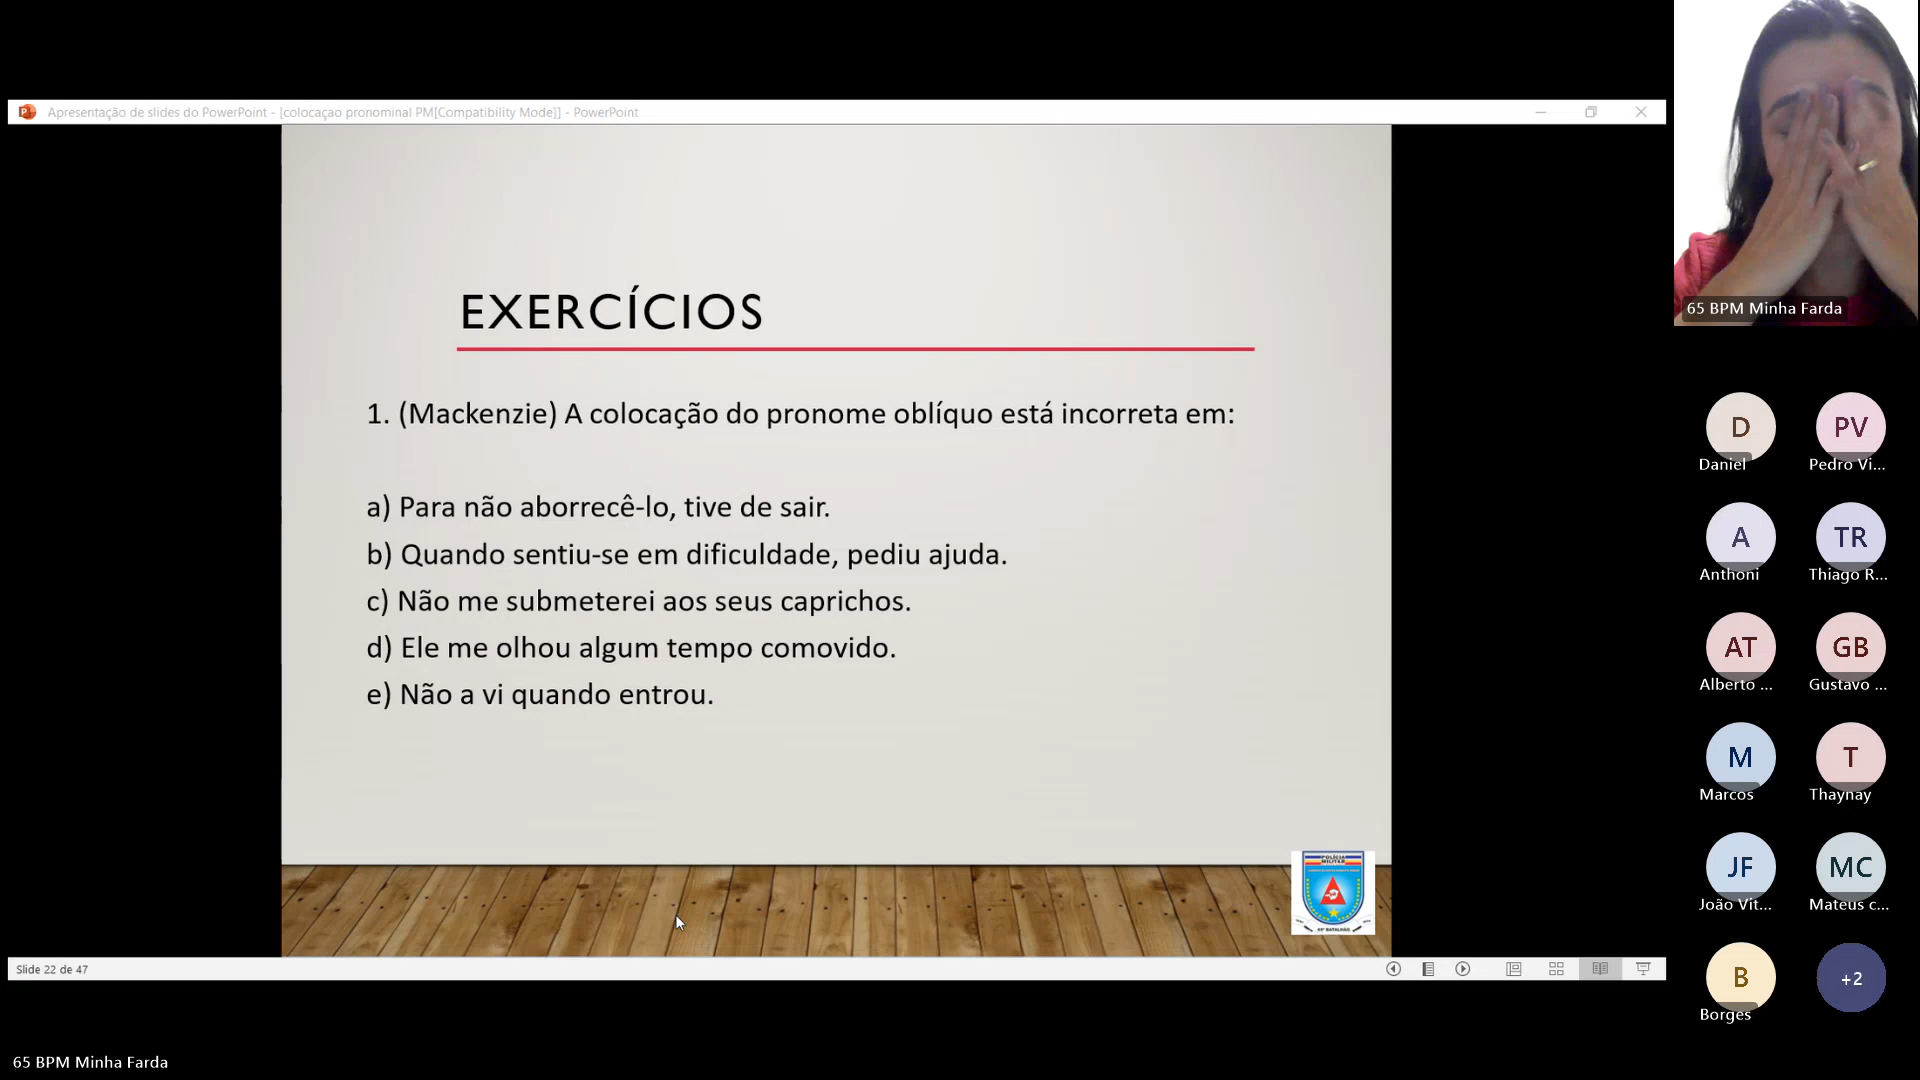 Apresentação de slides do PowerPoint - [colocaçao pronominal PM[Compatibility Mode]] - PowerPoint
EXERCÍCIOS
1. (Mackenzie) A colocação do pronome oblíquo está incorreta em:
a) Para não aborrecê-lo, tive de sair.
b) Quando sentiu-se em dificuldade, pediu ajuda.
c) Não me submeterei aos seus caprichos.
d) Ele me olhou algum tempo comovido.
e) Não a vi quando entrou.
POLÍCIA
MILITAR
Slide 22 de 47
65 BPM Minha Farda
65 BPM Minha Farda
D
Daniel
PV
Pedro Vi...
A
Anthoni
TR
Thiago R...
AT
Alberto ...
GB
Gustavo ...
M
Marcos
T
Thaynay
JF
João Vit...
MC
Mateus c...
B
Borges
+2